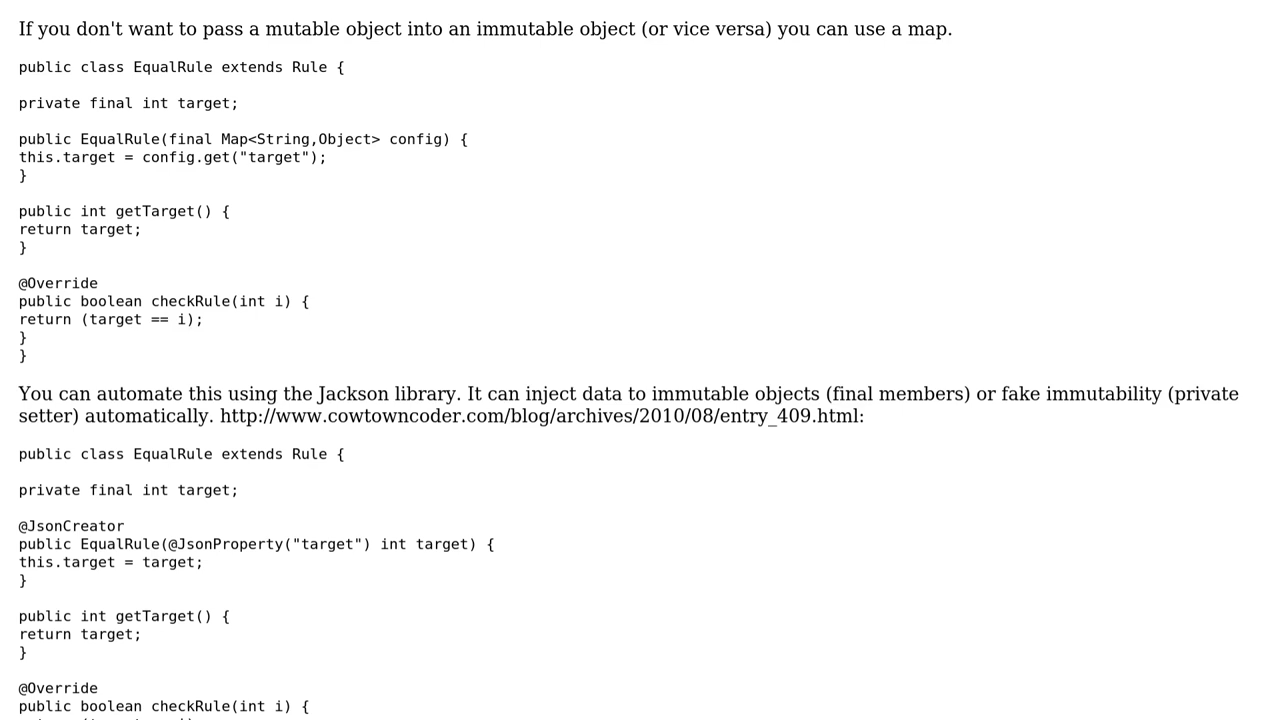 If you don't want to pass a mutable object into an immutable object (or vice versa) you can use a map.
public class EqualRule extends Rule {
private final int target;
public EqualRule(final Map<String,Object> config) {
this.target = config.get("target");
}
public int getTarget() {
return target;
}
@Override
public boolean checkRule(int i) {
return (target == i);
}
}
You can automate this using the Jackson library. It can inject data to immutable objects (final members) or fake immutability (private
setter) automatically. http://www.cowtowncoder.com/blog/archives/2010/08/entry_409.html:
public class EqualRule extends Rule {
private final int target;
@JsonCreator
public EqualRule(@JsonProperty("target") int target) {
this.target = target;
}
public int getTarget() {
return target;
}
@Override
public boolean checkRule(int i) {